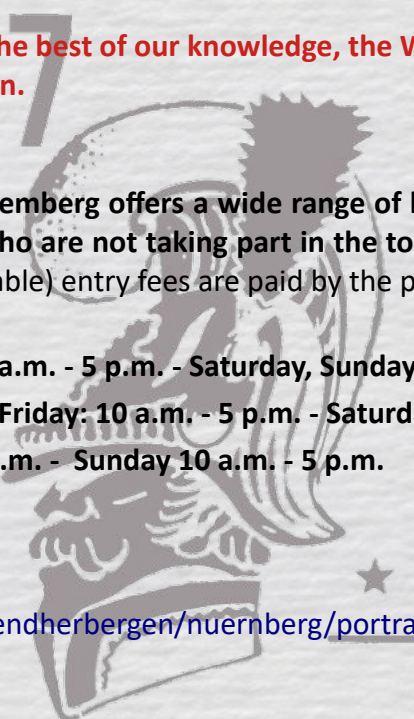 7
he best of our knowledge, the V
n.
emberg offers a wide range of
ho are not taking part in the to
able) entry fees are paid by the p
a.m. - 5 p.m. - Saturday, Sunday
Friday: 10 a.m. - 5 p.m. - Saturd
.m. - Sunday 10 a.m. - 5 p.m.
endherbergen/nuernberg/portra